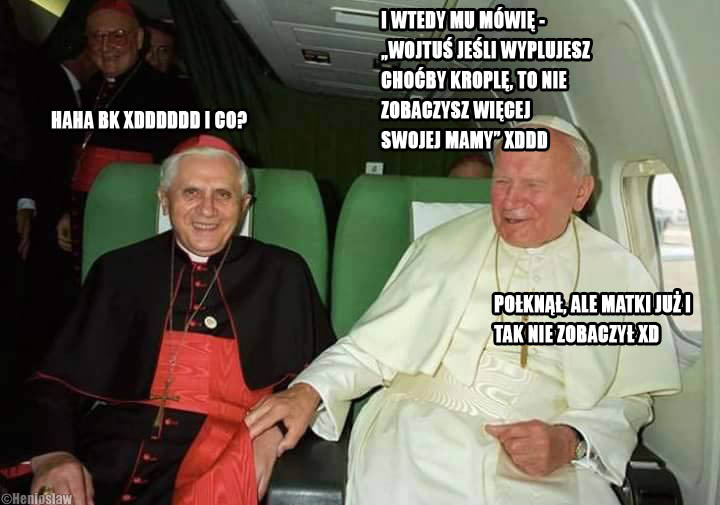 I WTEDY MU MÓWIĘ -
„WOJTUŚ JEŚLI WYPLUJESZ
CHOĆBY KROPLĘ, TO NIE
ZOBACZYSZ WIĘCEJ
SWOJEJ MAMY” XDDD
HAHA BK XDDDDDD I CO?
POŁKNĄŁ, ALE MATKI JUŻ I
TAK NIE ZOBACZYŁ XD
©Henioslaw